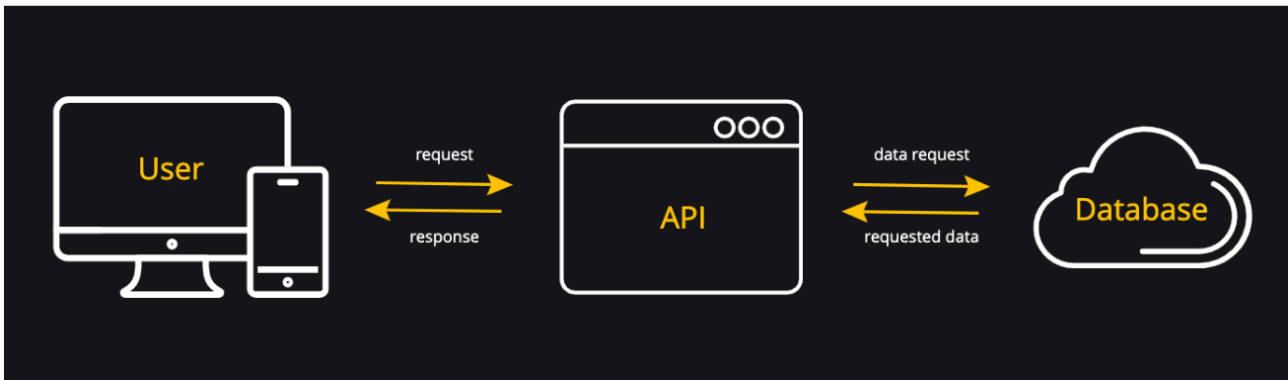 User
request
response
API
data request
requested data
Database